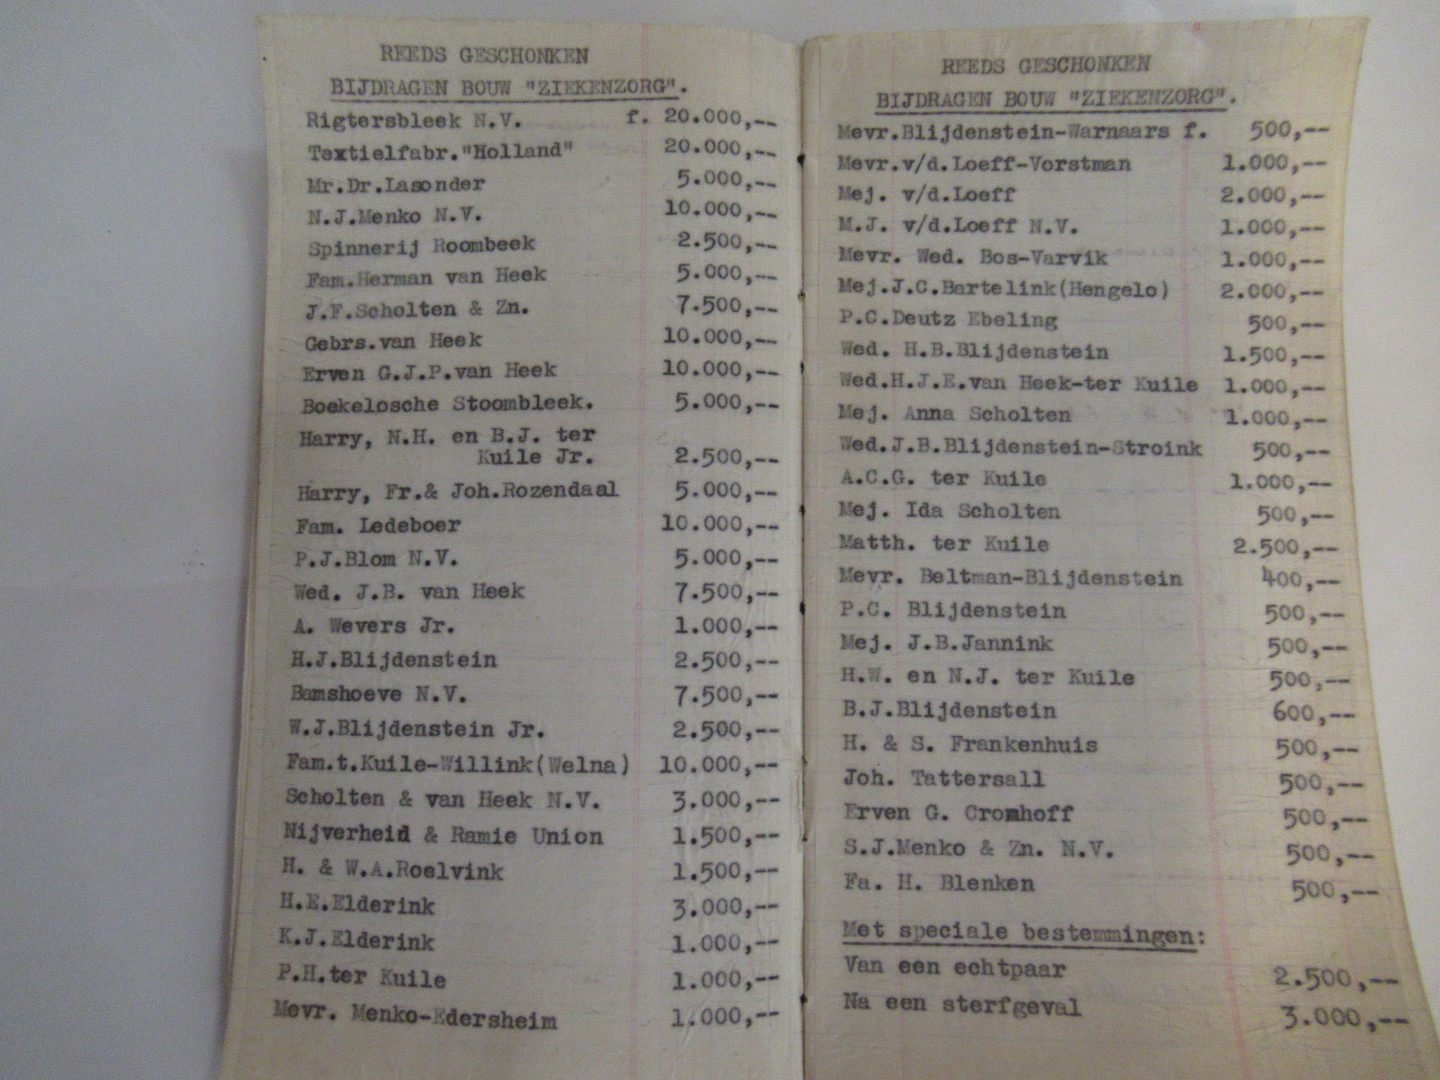 REEDS GESCHONKEN
BIJDRAGEN BOUW "ZIEKENZORG".
Rigtersbleek N.V. f. 20.000,--
Textielfabr."Holland" 20.000,--
Mr.Dr.Lasonder 5.000,--
N.J.Menko N.V. 10.000,--
Spinnerij Roombeek 2.500,--
Fam.Herman van Heek 5.000,--
J.F.Scholten & Zn. 7.500,--
Gebrs.van Heek 10.000,--
Erven G.J.P.van Heek 10.000,--
Boekelosche Stoombleek. 5.000,--
Harry, N.H. en B.J. ter
Kuile Jr. 2.500,--
Harry, Fr.& Joh.Rozendaal 5.000,--
Fam. Ledeboer 10.000,--
P.J.Blom N.V. 5.000,--
Wed. J.B. van Heek 7.500,--
A. Wevers Jr. 1.000,--
H.J.Blijdenstein 2.500,--
Bamshoeve N.V. 7.500,--
W.J.Blijdenstein Jr. 2.500,--
Fam.t.Kuile-Willink(Welna) 10.000,--
Scholten & van Heek N.V. 3.000,--
Nijverheid & Ramie Union 1.500,--
H. & W.A.Roelvink 1.500,--
H.E.Elderink 3.000,--
K.J.Elderink 1.000,--
P.H.ter Kuile 1.000,--
Mevr. Menko-Edersheim 1.000,--
REEDS GESCHONKEN
BIJDRAGEN BOUW "ZIEKENZORG".
Mevr.Blijdenstein-Warnaars f. 500,--
Mevr.v/d.Loeff-Vorstman 1.000,--
Mej. v/d.Loeff 2.000,--
M.J. v/d.Loeff N.V. 1.000,--
Mevr. Wed. Bos-Varvik 1.000,--
Mej.J.C.Bartelink(Hengelo) 2.000,--
P.C.Deutz Ebeling 500,--
Wed. H.B.Blijdenstein 1.500,--
Wed.H.J.E.van Heek-ter Kuile 1.000,--
Mej. Anna Scholten 1.000,--
Wed.J.B.Blijdenstein-Stroink 500,--
A.C.G. ter Kuile 1.000,--
Mej. Ida Scholten 500,--
Matth. ter Kuile 2.500,--
Mevr. Beltman-Blijdenstein 400,--
P.C. Blijdenstein 500,--
Mej. J.B.Jannink 500,--
H.W. en N.J. ter Kuile 500,--
B.J.Blijdenstein 600,--
H. & S. Frankenhuis 500,--
Joh. Tattersall 500,--
Erven G. Cromhoff 500,--
S.J.Menko & Zn. N.V. 500,--
Fa. H. Blenken 500,--
Met speciale bestemmingen:
Van een echtpaar 2.500,--
Na een sterfgeval 3.000,--